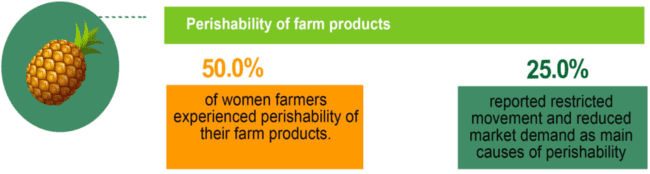 Perishability of farm products
50.0%
of women farmers
experienced perishability of
their farm products.
25.0%
reported restricted
movement and reduced
market demand as main
causes of perishability